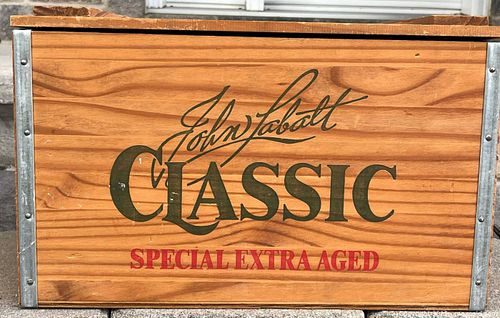 John Labatt
CLASSIC
SPECIAL EXTRA AGED